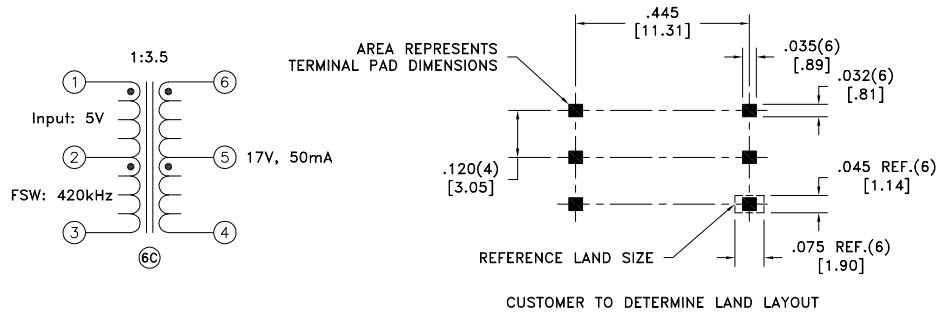 1:3.5
1
6
Input: 5V
2
5
17V, 50mA
FSW: 420kHz
3
4
6C
.445
[11.31]
AREA REPRESENTS
TERMINAL PAD DIMENSIONS
.035(6)
[.89]
.032(6)
[.81]
.120(4)
[3.05]
.045 REF.(6)
[1.14]
REFERENCE LAND SIZE
.075 REF.(6)
[1.90]
CUSTOMER TO DETERMINE LAND LAYOUT